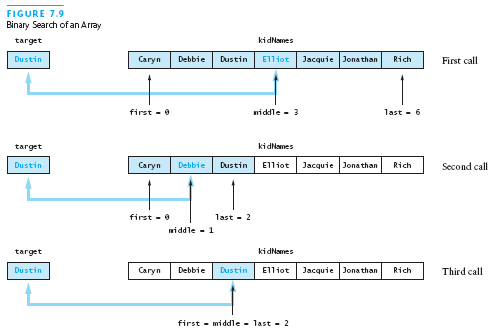 FIGURE 7.9
Binary Search of an Array
target kidNames
Dustin Caryn Debbie Dustin Elliot Jacquie Jonathan Rich First call
first = 0 middle = 3 last = 6
target kidNames
Dustin Caryn Debbie Dustin Elliot Jacquie Jonathan Rich Second call
first = 0 last = 2
middle = 1
target kidNames
Dustin Caryn Debbie Dustin Elliot Jacquie Jonathan Rich Third call
first = middle = last = 2